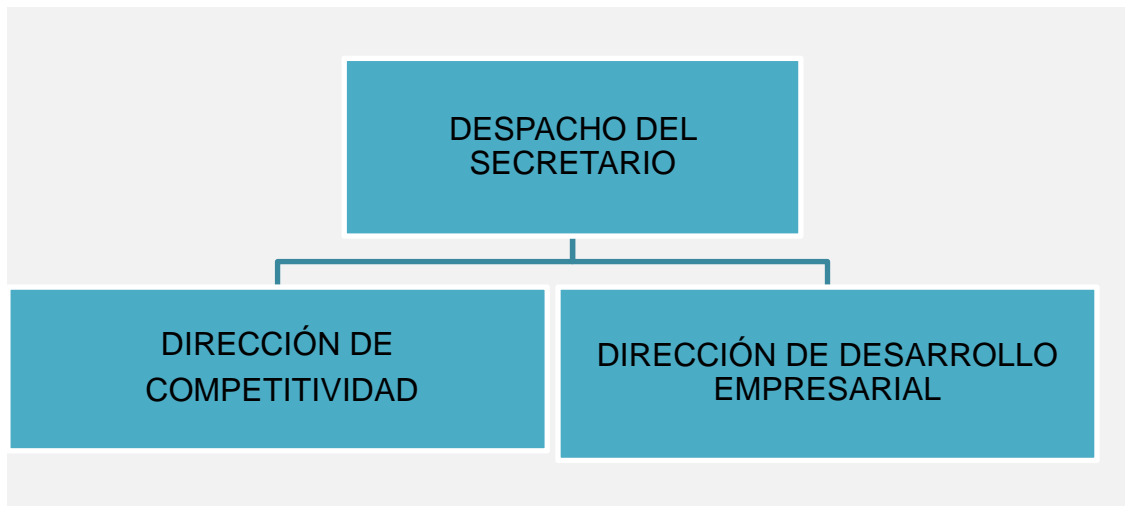 DESPACHO DEL
SECRETARIO
DIRECCIÓN DE
COMPETITIVIDAD
DIRECCIÓN DE DESARROLLO
EMPRESARIAL